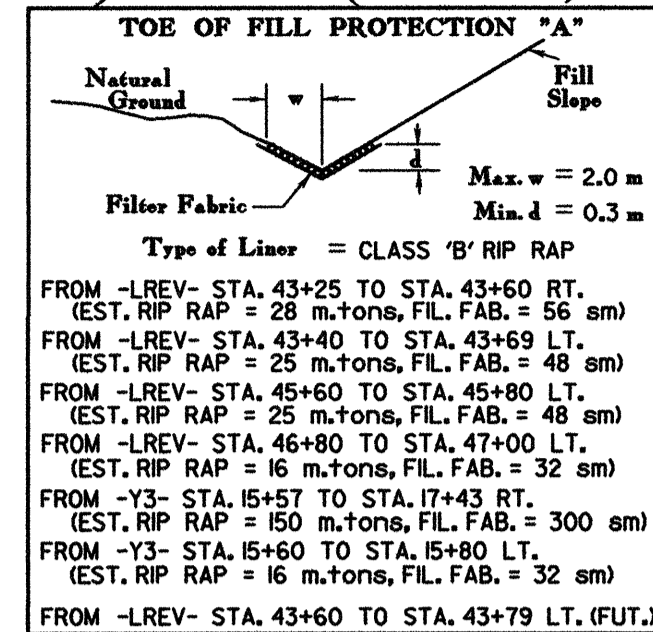 TOE OF FILL PROTECTION "A"
Natural
Ground
w
Fill
Slope
d
Filter Fabric
Max. w = 2.0 m
Min. d = 0.3 m
Type of Liner = CLASS 'B' RIP RAP
FROM -LREV- STA. 43+25 TO STA. 43+60 RT.
(EST. RIP RAP = 28 m.tons, FIL. FAB. = 56 sm)
FROM -LREV- STA. 43+40 TO STA. 43+69 LT.
(EST. RIP RAP = 25 m.tons, FIL. FAB. = 48 sm)
FROM -LREV- STA. 45+60 TO STA. 45+80 LT.
(EST. RIP RAP = 25 m.tons, FIL. FAB. = 48 sm)
FROM -LREV- STA. 46+80 TO STA. 47+00 LT.
(EST. RIP RAP = 16 m.tons, FIL. FAB. = 32 sm)
FROM -Y3- STA. 15+57 TO STA. 17+43 RT.
(EST. RIP RAP = 150 m.tons, FIL. FAB. = 300 sm)
FROM -Y3- STA. 15+60 TO STA. 15+80 LT.
(EST. RIP RAP = 16 m.tons, FIL. FAB. = 32 sm)
FROM -LREV- STA. 43+60 TO STA. 43+79 LT. (FUT.)